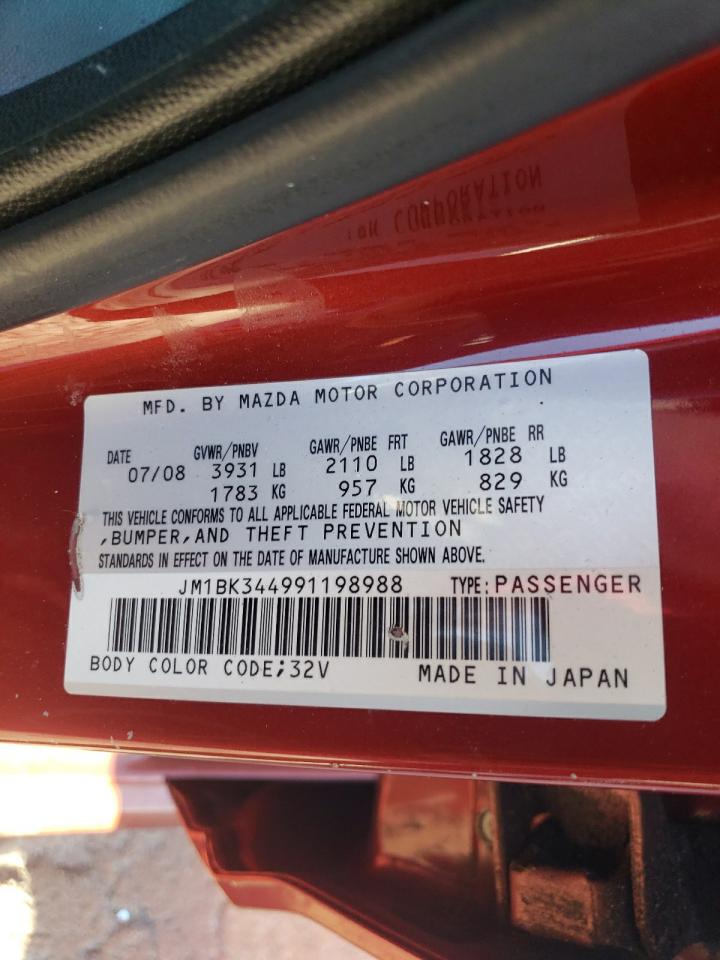 MFD. BY MAZDA MOTOR CORPORATION
DATE GVWR/PNBV GAWR/PNBE FRT GAWR/PNBE RR
07/08 3931 LB 2110 LB 1828 LB
1783 KG 957 KG 829 KG
THIS VEHICLE CONFORMS TO ALL APPLICABLE FEDERAL MOTOR VEHICLE SAFETY
,BUMPER,AND THEFT PREVENTION
STANDARDS IN EFFECT ON THE DATE OF MANUFACTURE SHOWN ABOVE.
JM1BK344991198988 TYPE:PASSENGER
BODY COLOR CODE;32V MADE IN JAPAN